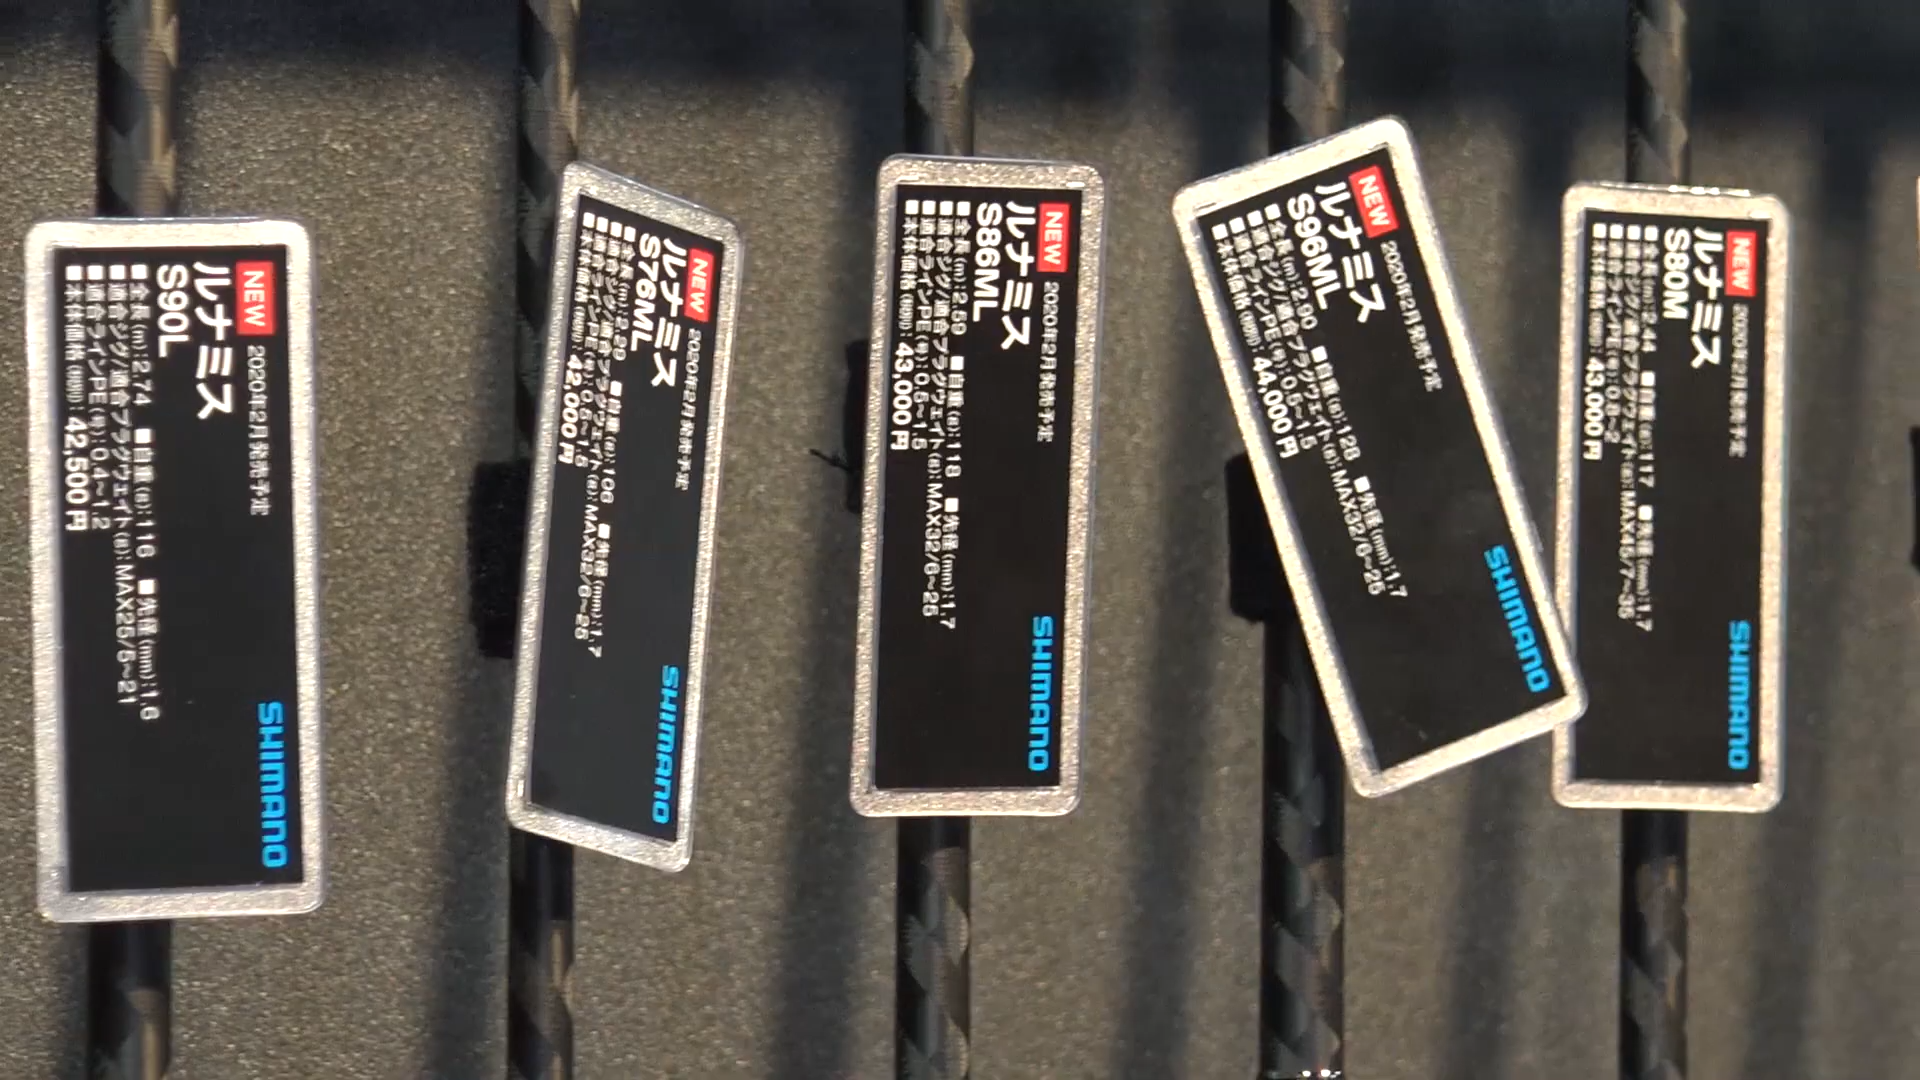 NEW 2020年2月発売予定
ルナミス
S90L
■全長(m):2.74 ■自重(g):116 ■先径(mm):1.6
■適合ジグ/適合プラグウェイト(g):MAX25/5~21
■適合ラインPE(号):0.4~1.2
■本体価格(税別):42,500円
SHIMANO
NEW 2020年2月発売予定
ルナミス
S76ML
■全長(m):2.29 ■自重(g):106 ■先径(mm):1.7
■適合ジグ/適合プラグウェイト(g):MAX32/6~25
■適合ラインPE(号):0.5~1.5
■本体価格(税別):42,000円
SHIMANO
NEW 2020年2月発売予定
ルナミス
S86ML
■全長(m):2.59 ■自重(g):118 ■先径(mm):1.7
■適合ジグ/適合プラグウェイト(g):MAX32/6~25
■適合ラインPE(号):0.5~1.5
■本体価格(税別):43,000円
SHIMANO
NEW 2020年2月発売予定
ルナミス
S96ML
■全長(m):2.90 ■自重(g):128 ■先径(mm):1.7
■適合ジグ/適合プラグウェイト(g):MAX32/6~25
■適合ラインPE(号):0.5~1.5
■本体価格(税別):44,000円
SHIMANO
NEW 2020年2月発売予定
ルナミス
S80M
■全長(m):2.44 ■自重(g):117 ■先径(mm):1.7
■適合ジグ/適合プラグウェイト(g):MAX45/7~35
■適合ラインPE(号):0.8~2
■本体価格(税別):43,000円
SHIMANO